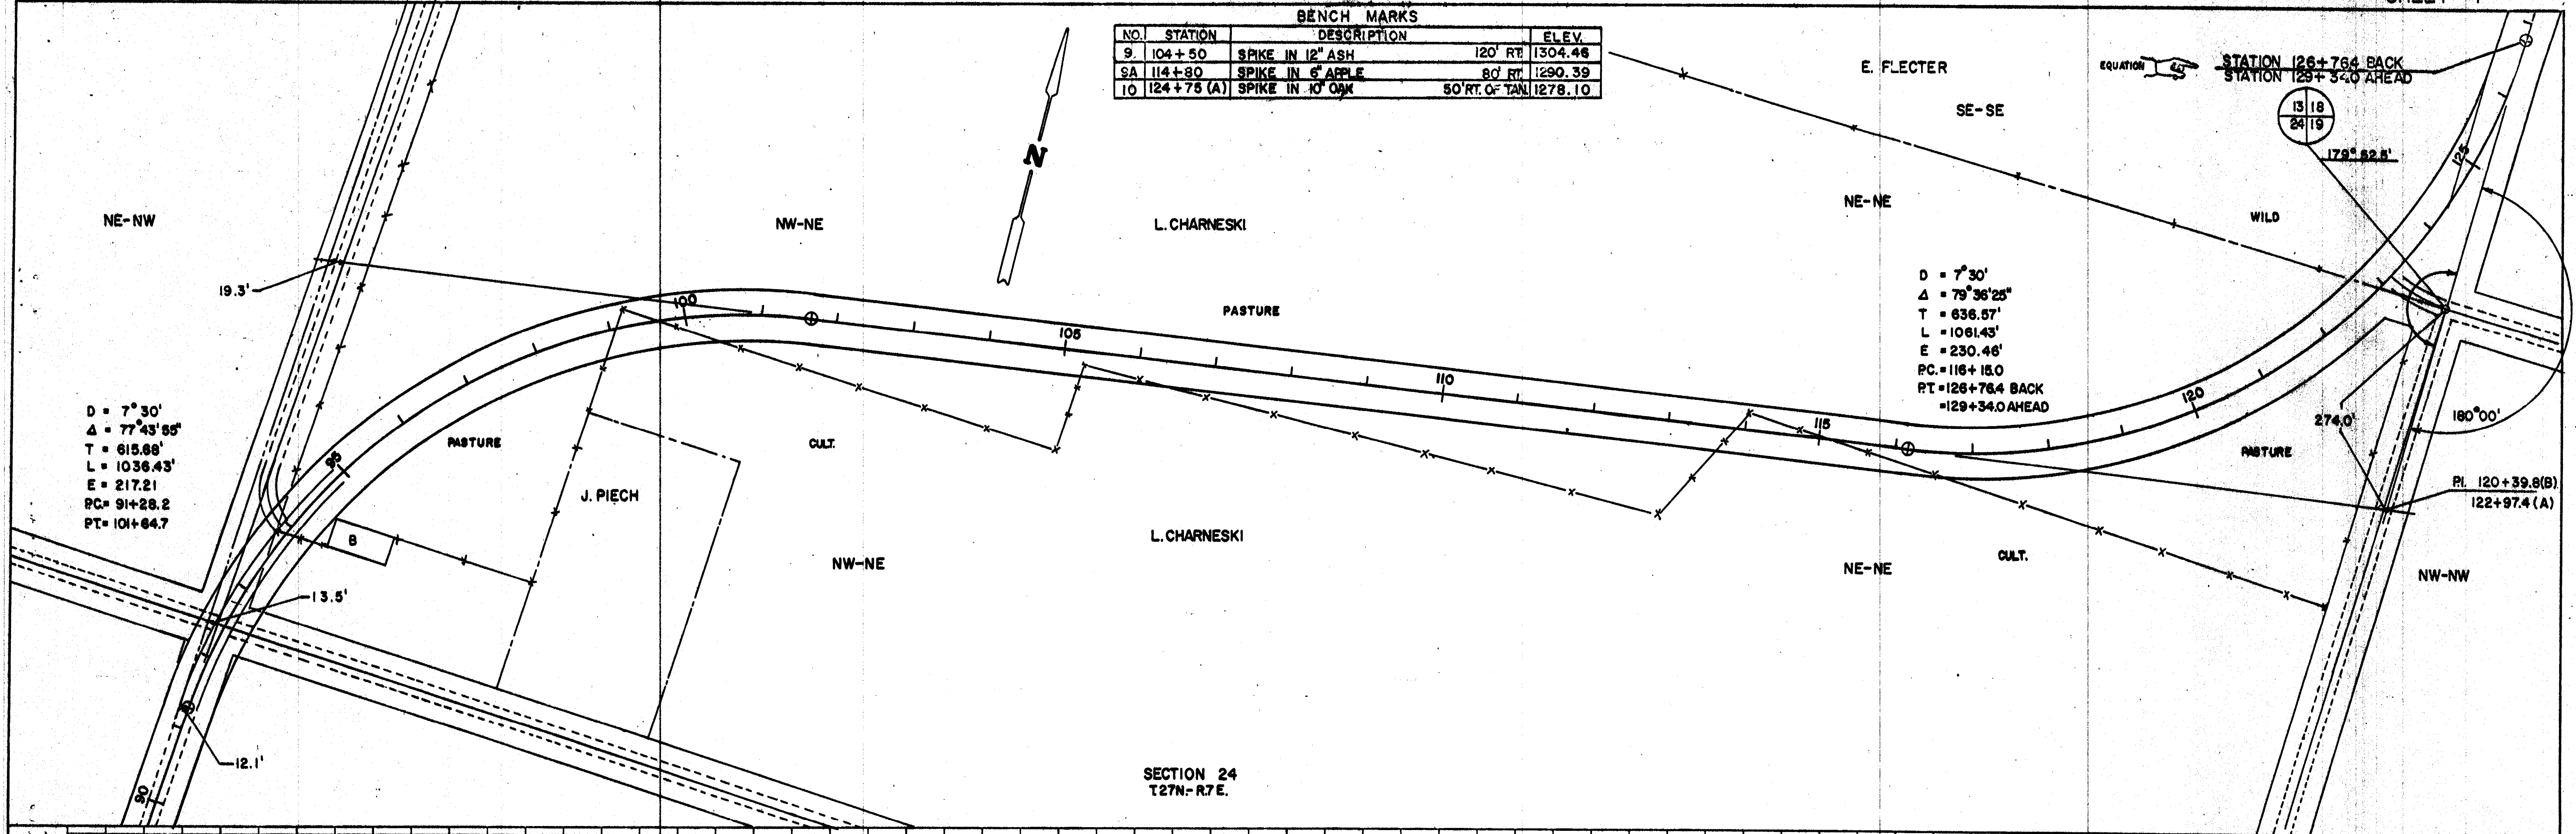 BENCH MARKS
NO. STATION DESCRIPTION ELEV.
9 104+50 SPIKE IN 12" ASH 120' RT. 1304.46
9A 114+80 SPIKE IN 6" APPLE 80' RT. 1290.39
10 124+75 (A) SPIKE IN 10" OAK 50' RT. OF TAN. 1278.10
E. FLECTER
SE-SE
EQUATION
STATION 126+76.4 BACK
STATION 129+34.0 AHEAD
13 18
24 19
179° 52.5'
125
N
NE-NW
NW-NE
L. CHARNESKI
NE-NE
WILD
19.3'
100
PASTURE
105
D = 7° 30'
Δ = 79° 36' 25"
T = 636.57'
L = 1061.43'
E = 230.46'
P.C. = 116+15.0
P.T. = 126+76.4 BACK
= 129+34.0 AHEAD
110
115
120
274.0'
180° 00'
D = 7° 30'
Δ = 77° 43' 55"
T = 615.68'
L = 1036.43'
E = 217.21
P.C. = 91+28.2
P.T. = 101+64.7
95
PASTURE
CULT.
PASTURE
J. PIECH
P.I. 120+39.8 (B)
122+97.4 (A)
B
L. CHARNESKI
NW-NE
NE-NE
CULT.
NW-NW
13.5'
12.1'
90
SECTION 24
T.27N.-R.7E.